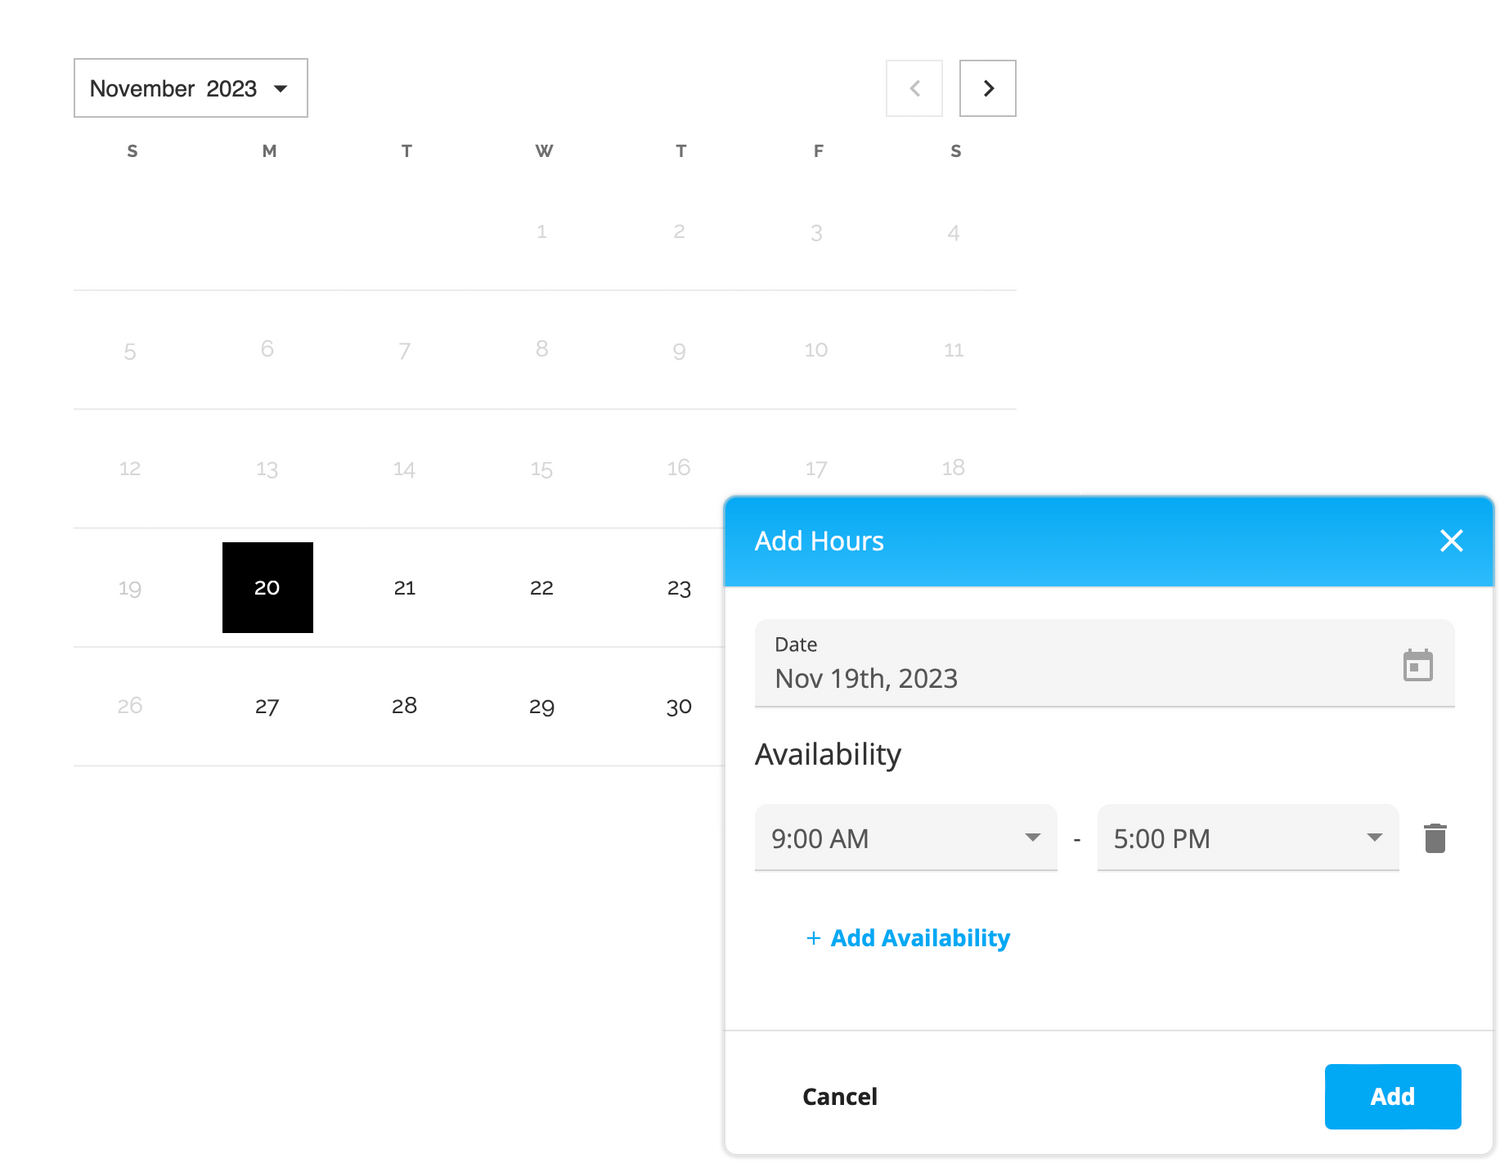 November 2023
S M T W T F S
1 2 3 4
5 6 7 8 9 10 11
12 13 14 15 16 17 18
19 20 21 22 23
26 27 28 29 30
Add Hours
Date
Nov 19th, 2023
Availability
9:00 AM - 5:00 PM
+ Add Availability
Cancel Add